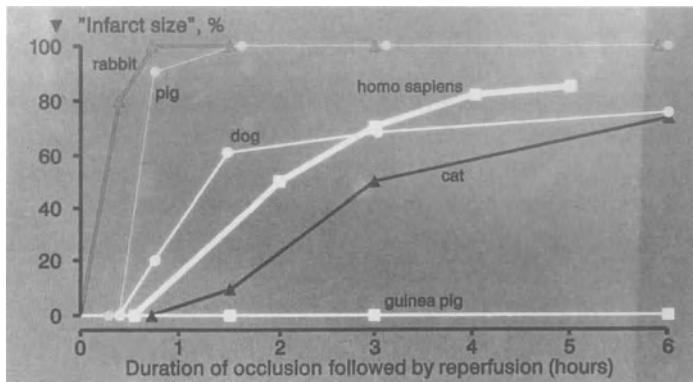 ▼ "Infarct size", %
100
80
60
40
20
0
rabbit
pig
dog
homo sapiens
cat
guinea pig
0 1 2 3 4 5 6
Duration of occlusion followed by reperfusion (hours)